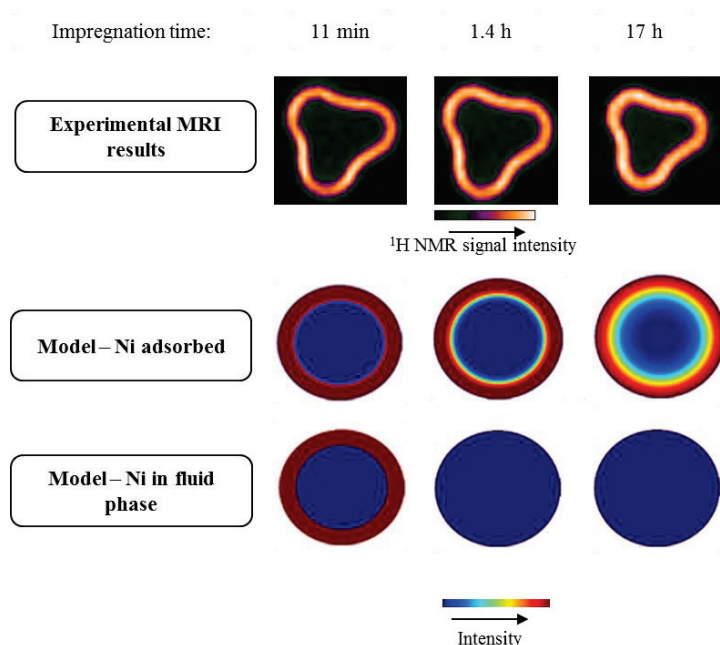 Impregnation time: 11 min 1.4 h 17 h
Experimental MRI
results
¹H NMR signal intensity
Model – Ni adsorbed
Model – Ni in fluid
phase
Intensity